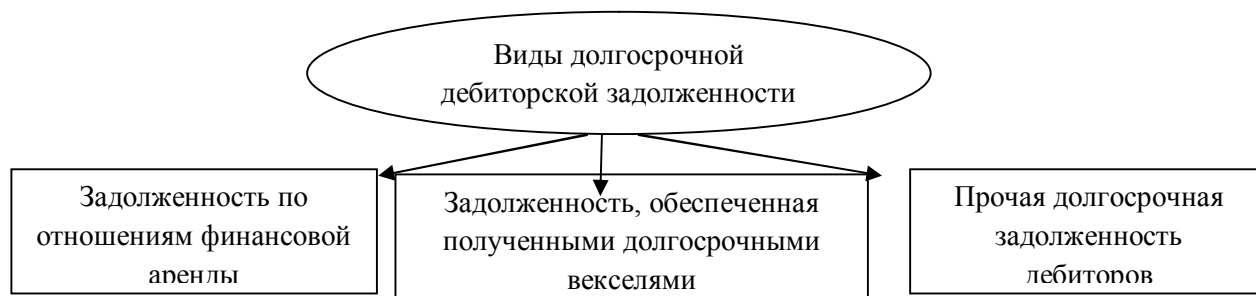 Виды долгосрочной
дебиторской задолженности
Задолженность по
отношениям финансовой
аренды
Задолженность, обеспеченная
полученными долгосрочными
векселями
Прочая долгосрочная
задолженность
дебиторов